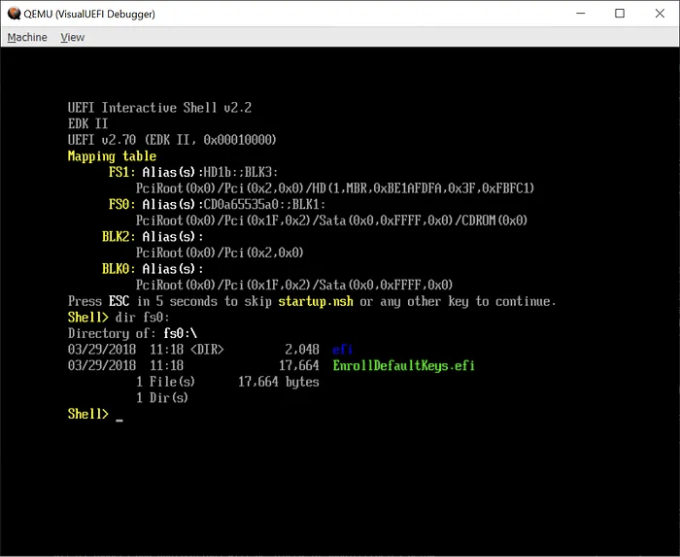 QEMU (VisualUEFI Debugger)
Machine View
UEFI Interactive Shell v2.2
EDK II
UEFI v2.70 (EDK II, 0x00010000)
Mapping table
FS1: Alias(s):HD1b:;BLK3:
PciRoot(0x0)/Pci(0x2,0x0)/HD(1,MBR,0xBE1AFDFA,0x3F,0xFBFC1)
FS0: Alias(s):CD0a65535a0:;BLK1:
PciRoot(0x0)/Pci(0x1F,0x2)/Sata(0x0,0xFFFF,0x0)/CDROM(0x0)
BLK2: Alias(s):
PciRoot(0x0)/Pci(0x2,0x0)
BLK0: Alias(s):
PciRoot(0x0)/Pci(0x1F,0x2)/Sata(0x0,0xFFFF,0x0)
Press ESC in 5 seconds to skip startup.nsh or any other key to continue.
Shell> dir fs0:
Directory of: fs0:\
03/29/2018 11:18 <DIR> 2,048 efi
03/29/2018 11:18 17,664 EnrollDefaultKeys.efi
1 File(s) 17,664 bytes
1 Dir(s)
Shell> _